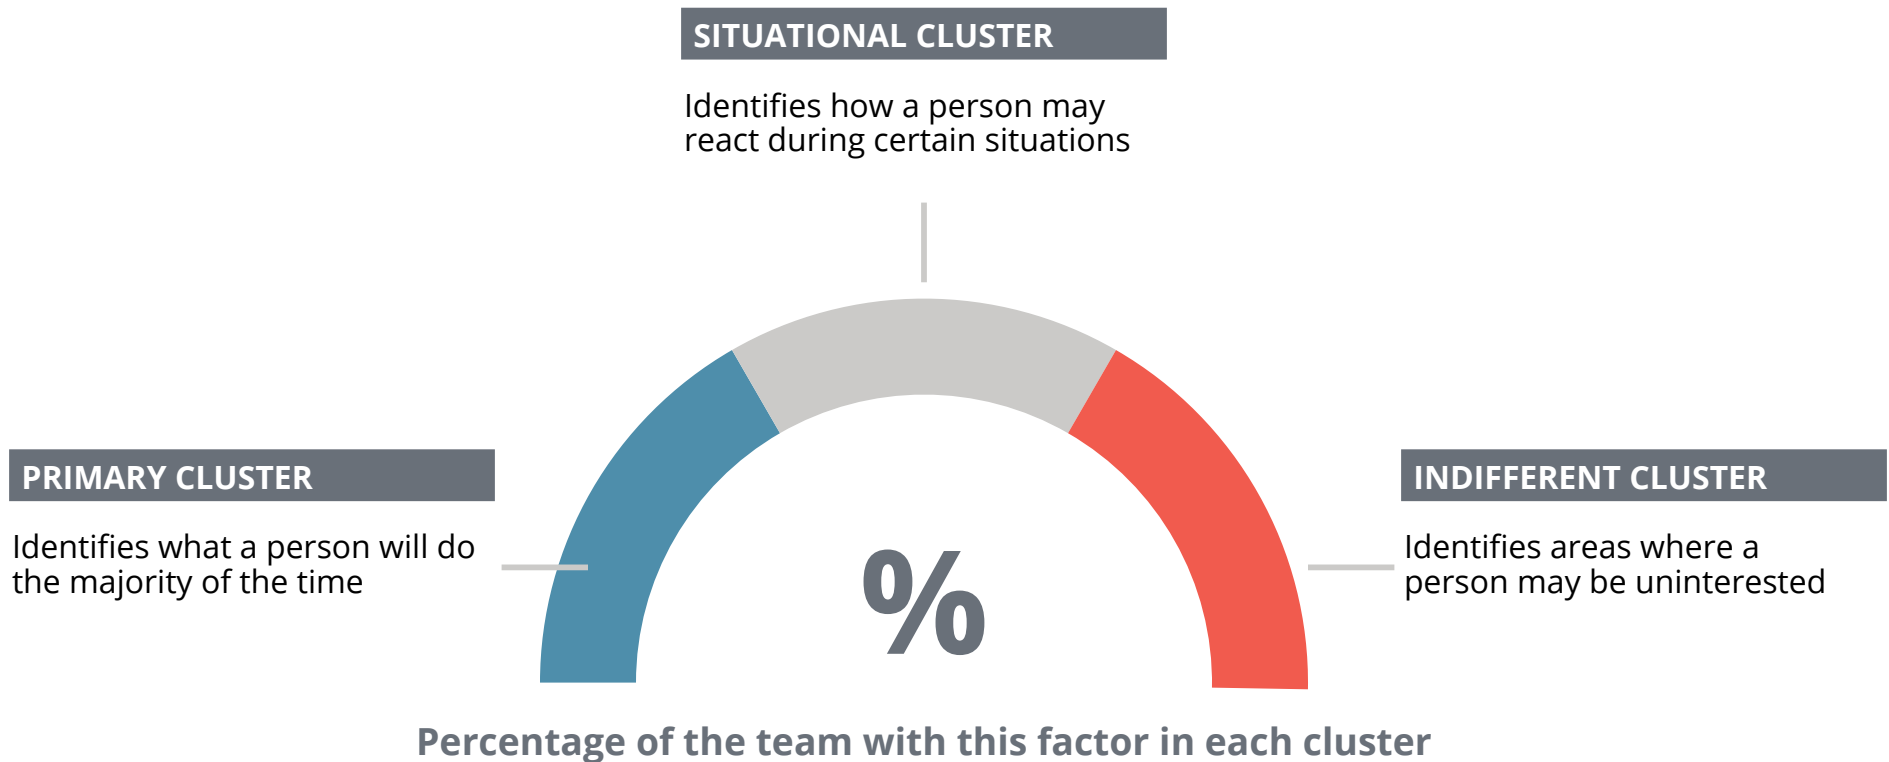 SITUATIONAL CLUSTER
Identifies how a person may
react during certain situations
PRIMARY CLUSTER
Identifies what a person will do
the majority of the time
INDIFFERENT CLUSTER
Identifies areas where a
person may be uninterested
%
Percentage of the team with this factor in each cluster